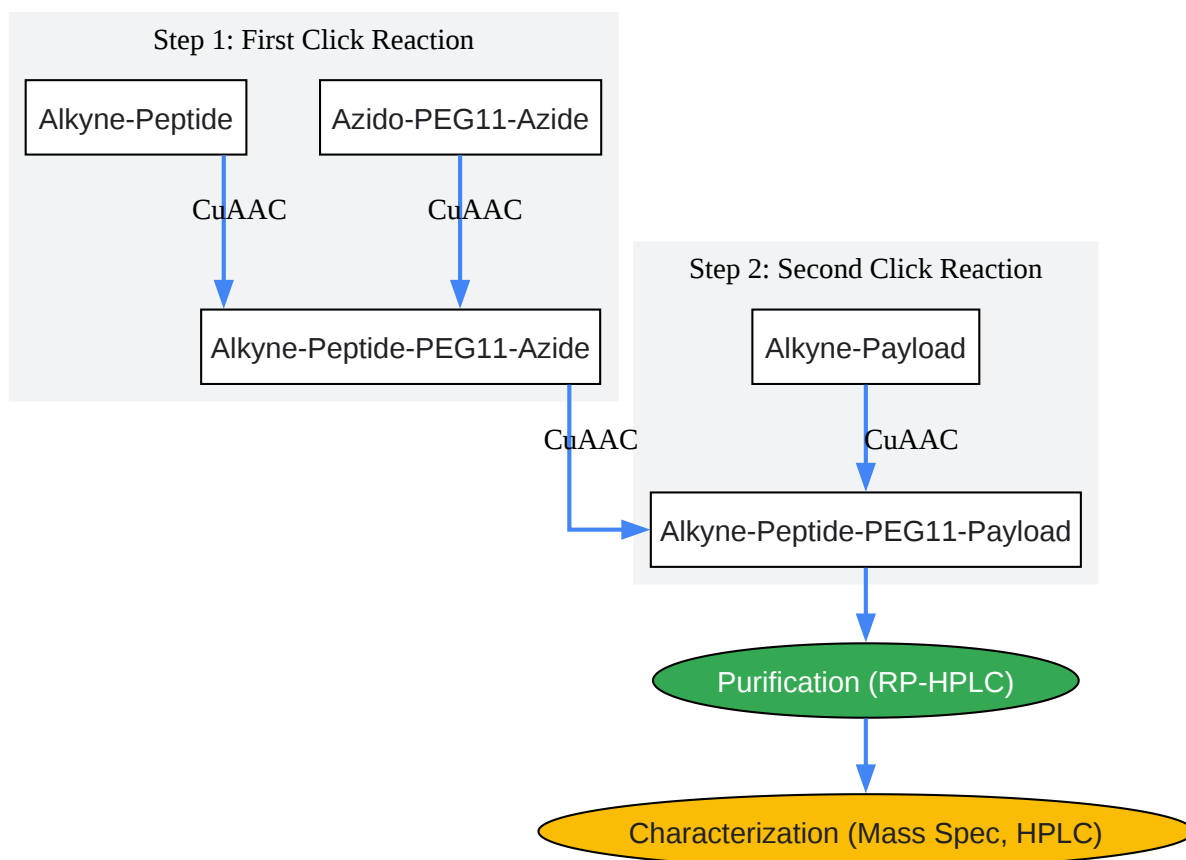 Step 1: First Click Reaction
Alkyne-Peptide
Azido-PEG11-Azide
CuAAC
CuAAC
Alkyne-Peptide-PEG11-Azide
Step 2: Second Click Reaction
Alkyne-Payload
CuAAC
CuAAC
Alkyne-Peptide-PEG11-Payload
Purification (RP-HPLC)
Characterization (Mass Spec, HPLC)